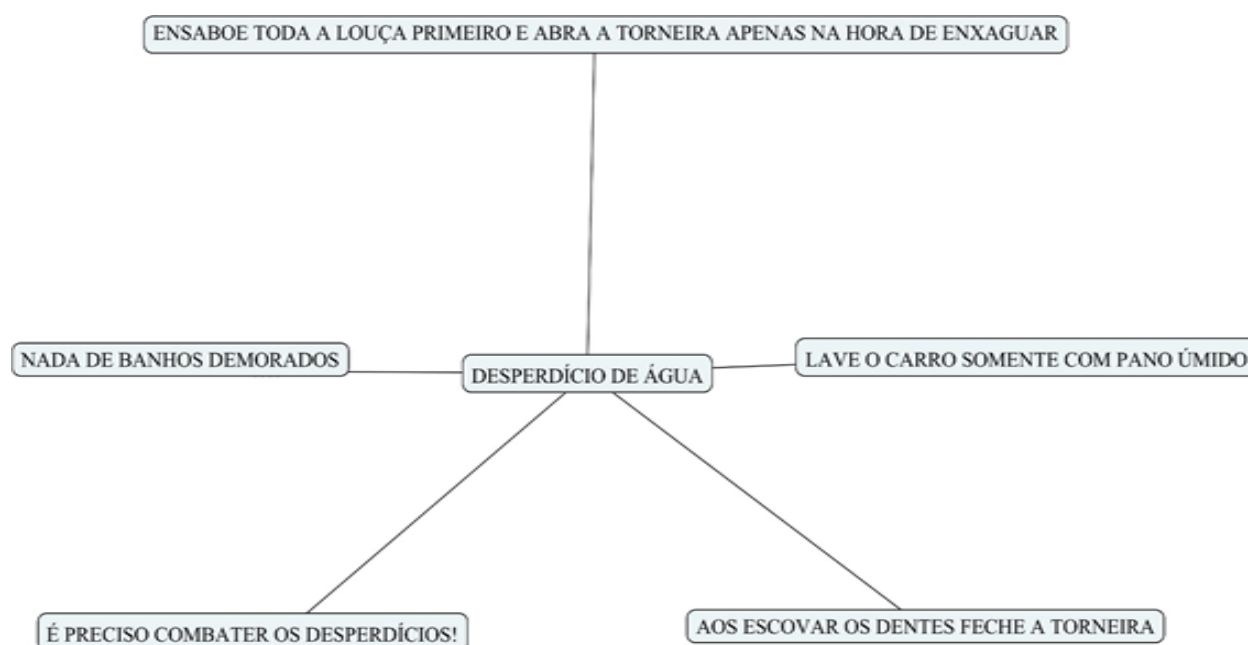 ENSABOE TODA A LOUÇA PRIMEIRO E ABRA A TORNEIRA APENAS NA HORA DE ENXAGUAR
NADA DE BANHOS DEMORADOS
DESPERDÍCIO DE ÁGUA
LAVE O CARRO SOMENTE COM PANO ÚMIDO
É PRECISO COMBATER OS DESPERDÍCIOS!
AOS ESCOVAR OS DENTES FECHE A TORNEIRA